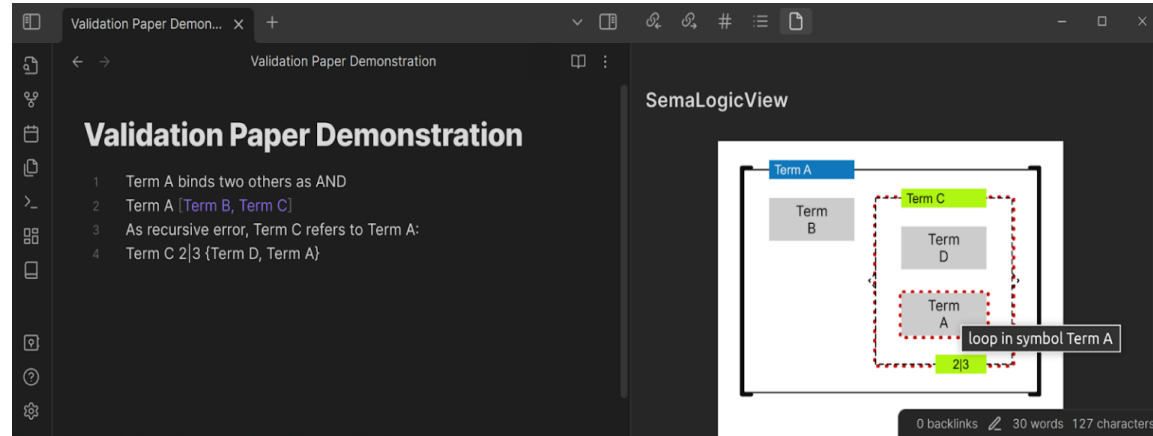 Validation Paper Demon...
Validation Paper Demonstration
Validation Paper Demonstration
1 Term A binds two others as AND
2 Term A [Term B, Term C]
3 As recursive error, Term C refers to Term A:
4 Term C 2|3 {Term D, Term A}
SemaLogicView
Term A
Term
B
Term C
Term
D
Term
A
loop in symbol Term A
2|3
0 backlinks 30 words 127 characters